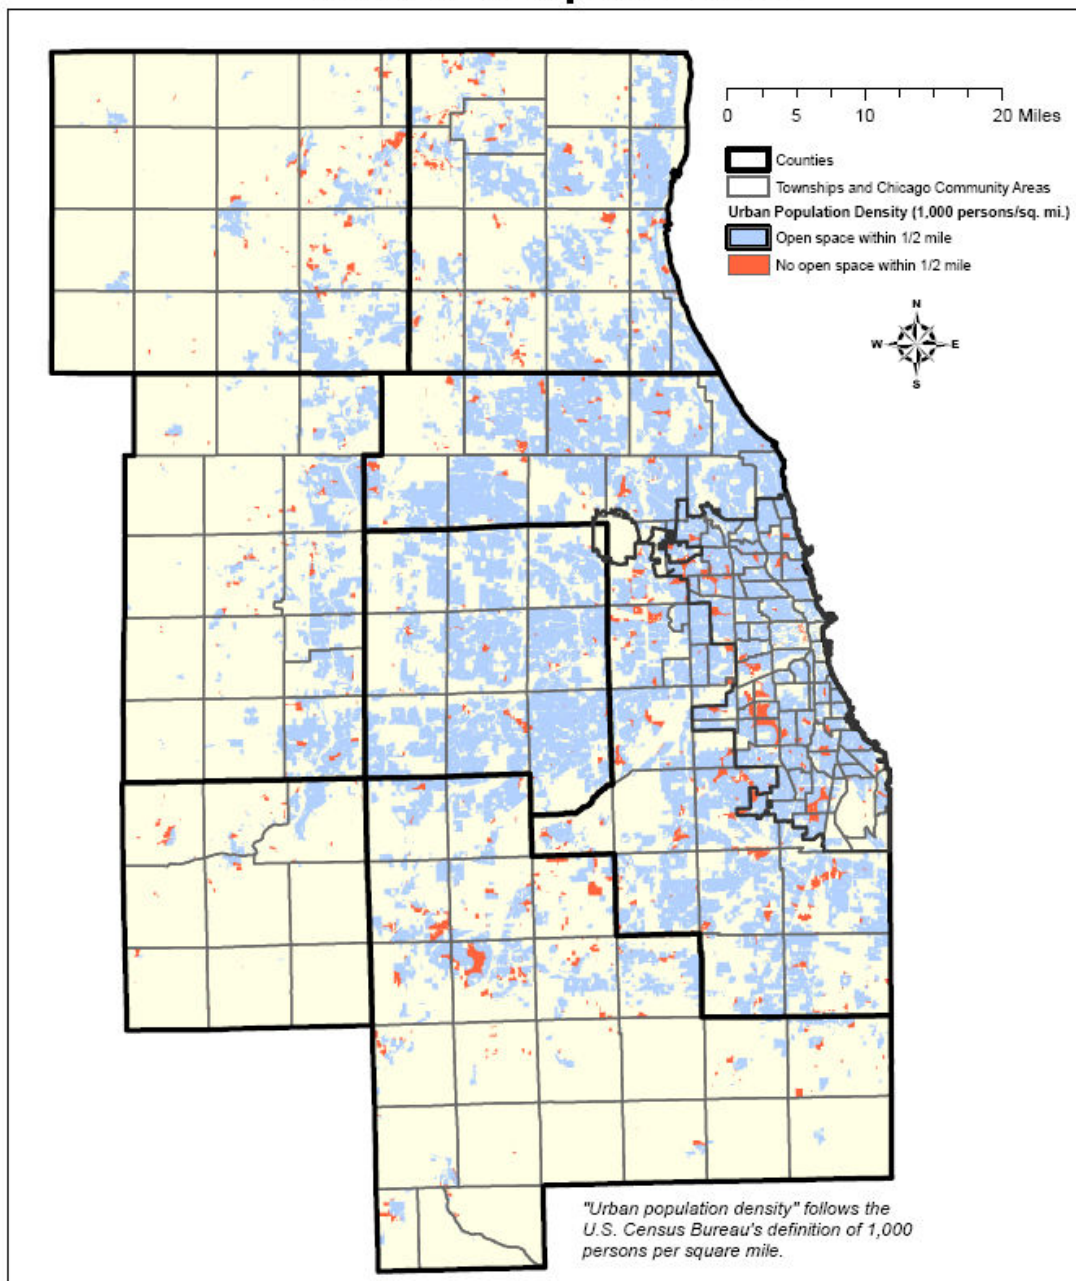 0 5 10 20 Miles
Counties
Townships and Chicago Community Areas
Urban Population Density (1,000 persons/sq. mi.)
Open space within 1/2 mile
No open space within 1/2 mile
N
W E
S
"Urban population density" follows the
U.S. Census Bureau's definition of 1,000
persons per square mile.